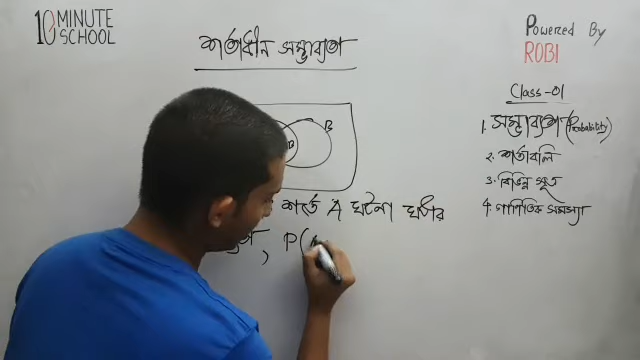 10 MINUTE
SCHOOL
শর্তাধীন সম্ভাব্যতা
Powered By
ROBI
Class-01
1. সম্ভাব্যতা (Probability)
২. শর্তাবলি
3. বিভিন্ন সূত্র
4. গাণিতিক সমস্যা
B
শর্তে A ঘটনা ঘটার
, P(